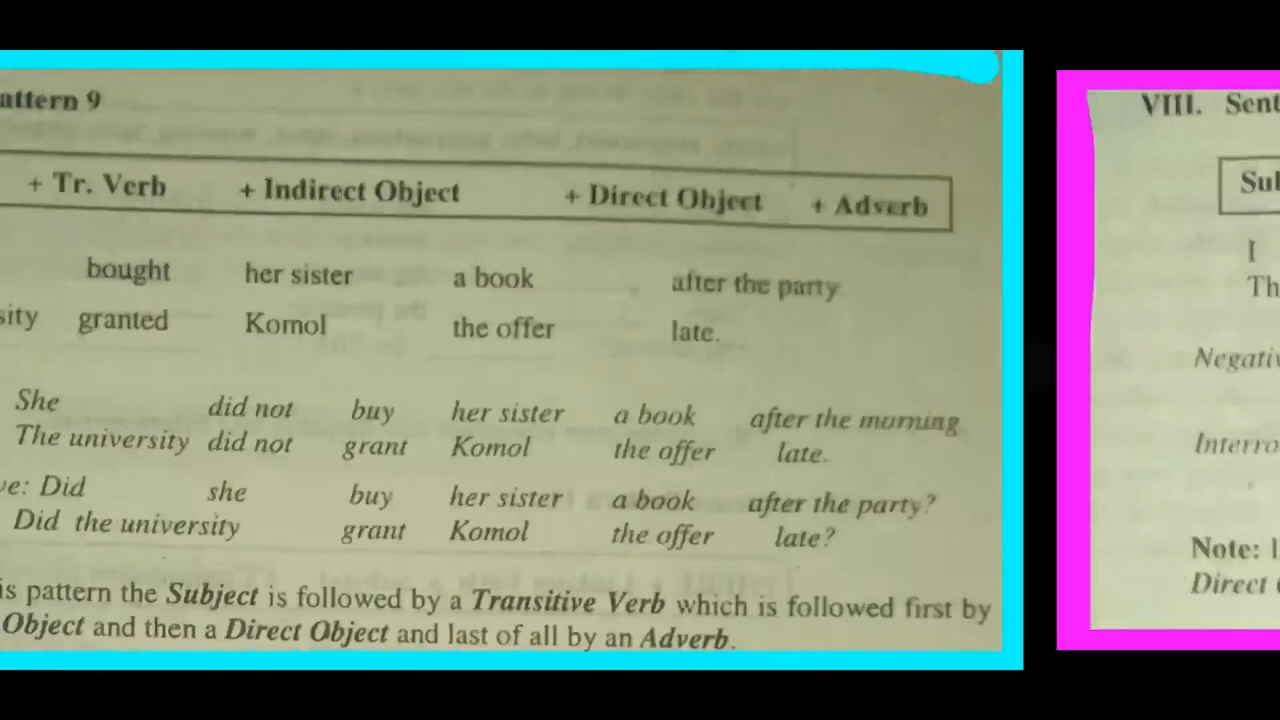 attern 9
+ Tr. Verb + Indirect Object + Direct Object + Adverb
bought her sister a book after the party.
sity granted Komol the offer late.
She did not buy her sister a book after the morning.
The university did not grant Komol the offer late.
ve: Did she buy her sister a book after the party?
Did the university grant Komol the offer late?
is pattern the Subject is followed by a Transitive Verb which is followed first by
Object and then a Direct Object and last of all by an Adverb.
VIII. Sent
Sul
I
Th
Negativ
Interro
Note: I
Direct